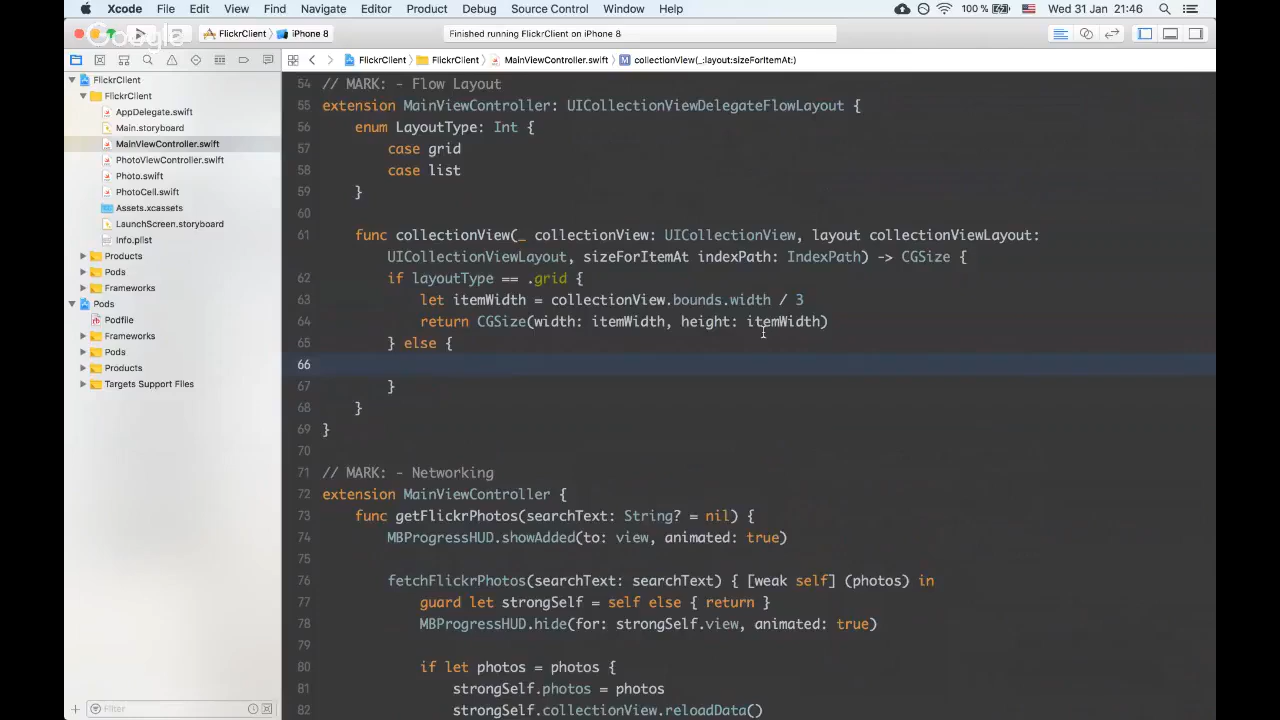 Xcode File Edit View Find Navigate Editor Product Debug Source Control Window Help 100 % Wed 31 Jan 21:46
Google
FlickrClient iPhone 8 Finished running FlickrClient on iPhone 8
FlickrClient FlickrClient MainViewController.swift M collectionView(_:layout:sizeForItemAt:)
FlickrClient
FlickrClient
AppDelegate.swift
Main.storyboard
MainViewController.swift
PhotoViewController.swift
Photo.swift
PhotoCell.swift
Assets.xcassets
LaunchScreen.storyboard
Info.plist
Products
Pods
Frameworks
Pods
Podfile
Frameworks
Pods
Products
Targets Support Files
Filter
54 // MARK: - Flow Layout
55 extension MainViewController: UICollectionViewDelegateFlowLayout {
56 enum LayoutType: Int {
57 case grid
58 case list
59 }
60
61 func collectionView(_ collectionView: UICollectionView, layout collectionViewLayout:
UICollectionViewLayout, sizeForItemAt indexPath: IndexPath) -> CGSize {
62 if layoutType == .grid {
63 let itemWidth = collectionView.bounds.width / 3
64 return CGSize(width: itemWidth, height: itemWidth)
65 } else {
66
67 }
68 }
69 }
70
71 // MARK: - Networking
72 extension MainViewController {
73 func getFlickrPhotos(searchText: String? = nil) {
74 MBProgressHUD.showAdded(to: view, animated: true)
75
76 fetchFlickrPhotos(searchText: searchText) { [weak self] (photos) in
77 guard let strongSelf = self else { return }
78 MBProgressHUD.hide(for: strongSelf.view, animated: true)
79
80 if let photos = photos {
81 strongSelf.photos = photos
82 strongSelf.collectionView.reloadData()